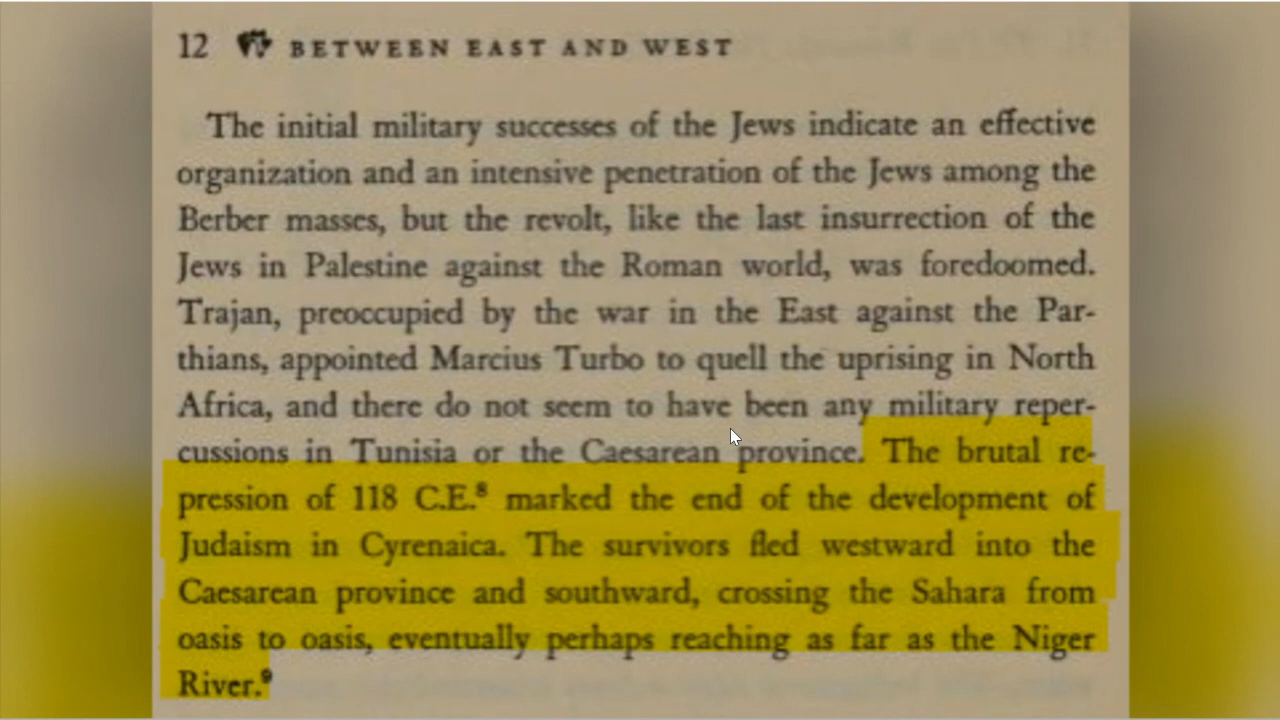 12 BETWEEN EAST AND WEST
The initial military successes of the Jews indicate an effective
organization and an intensive penetration of the Jews among the
Berber masses, but the revolt, like the last insurrection of the
Jews in Palestine against the Roman world, was foredoomed.
Trajan, preoccupied by the war in the East against the Par-
thians, appointed Marcius Turbo to quell the uprising in North
Africa, and there do not seem to have been any military reper-
cussions in Tunisia or the Caesarean province. The brutal re-
pression of 118 C.E.⁸ marked the end of the development of
Judaism in Cyrenaica. The survivors fled westward into the
Caesarean province and southward, crossing the Sahara from
oasis to oasis, eventually perhaps reaching as far as the Niger
River.⁹